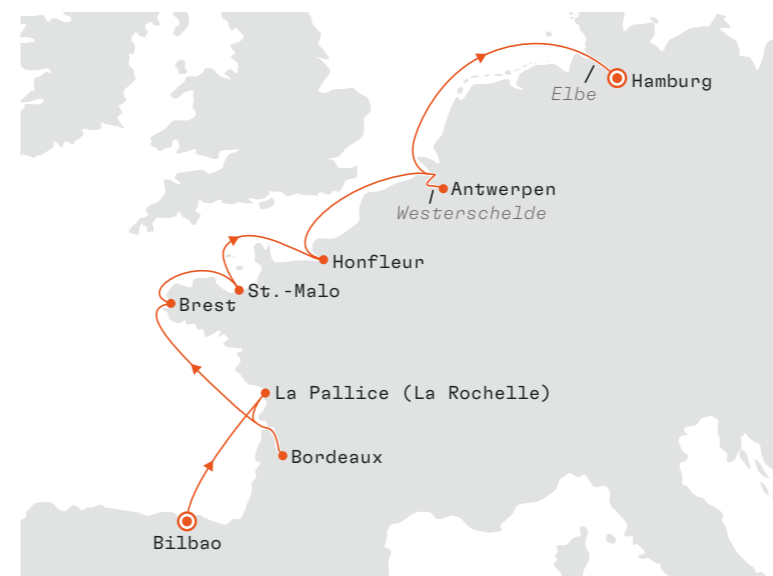 Hamburg
Elbe
Antwerpen
Westerschelde
Honfleur
St.-Malo
Brest
La Pallice (La Rochelle)
Bordeaux
Bilbao